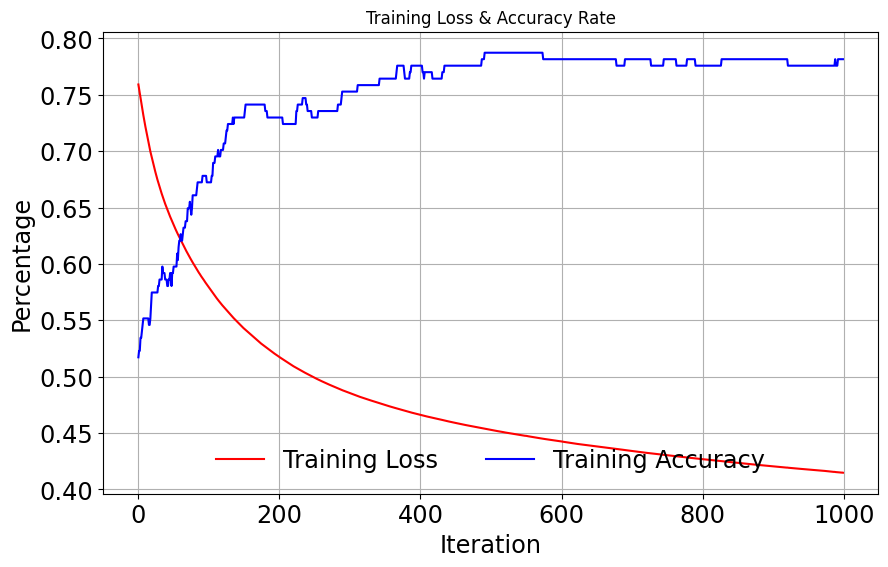 Training Loss & Accuracy Rate
0.80
0.75
0.70
0.65
0.60
0.55
0.50
0.45
0.40
Percentage
Training Loss
Training Accuracy
0 200 400 600 800 1000
Iteration